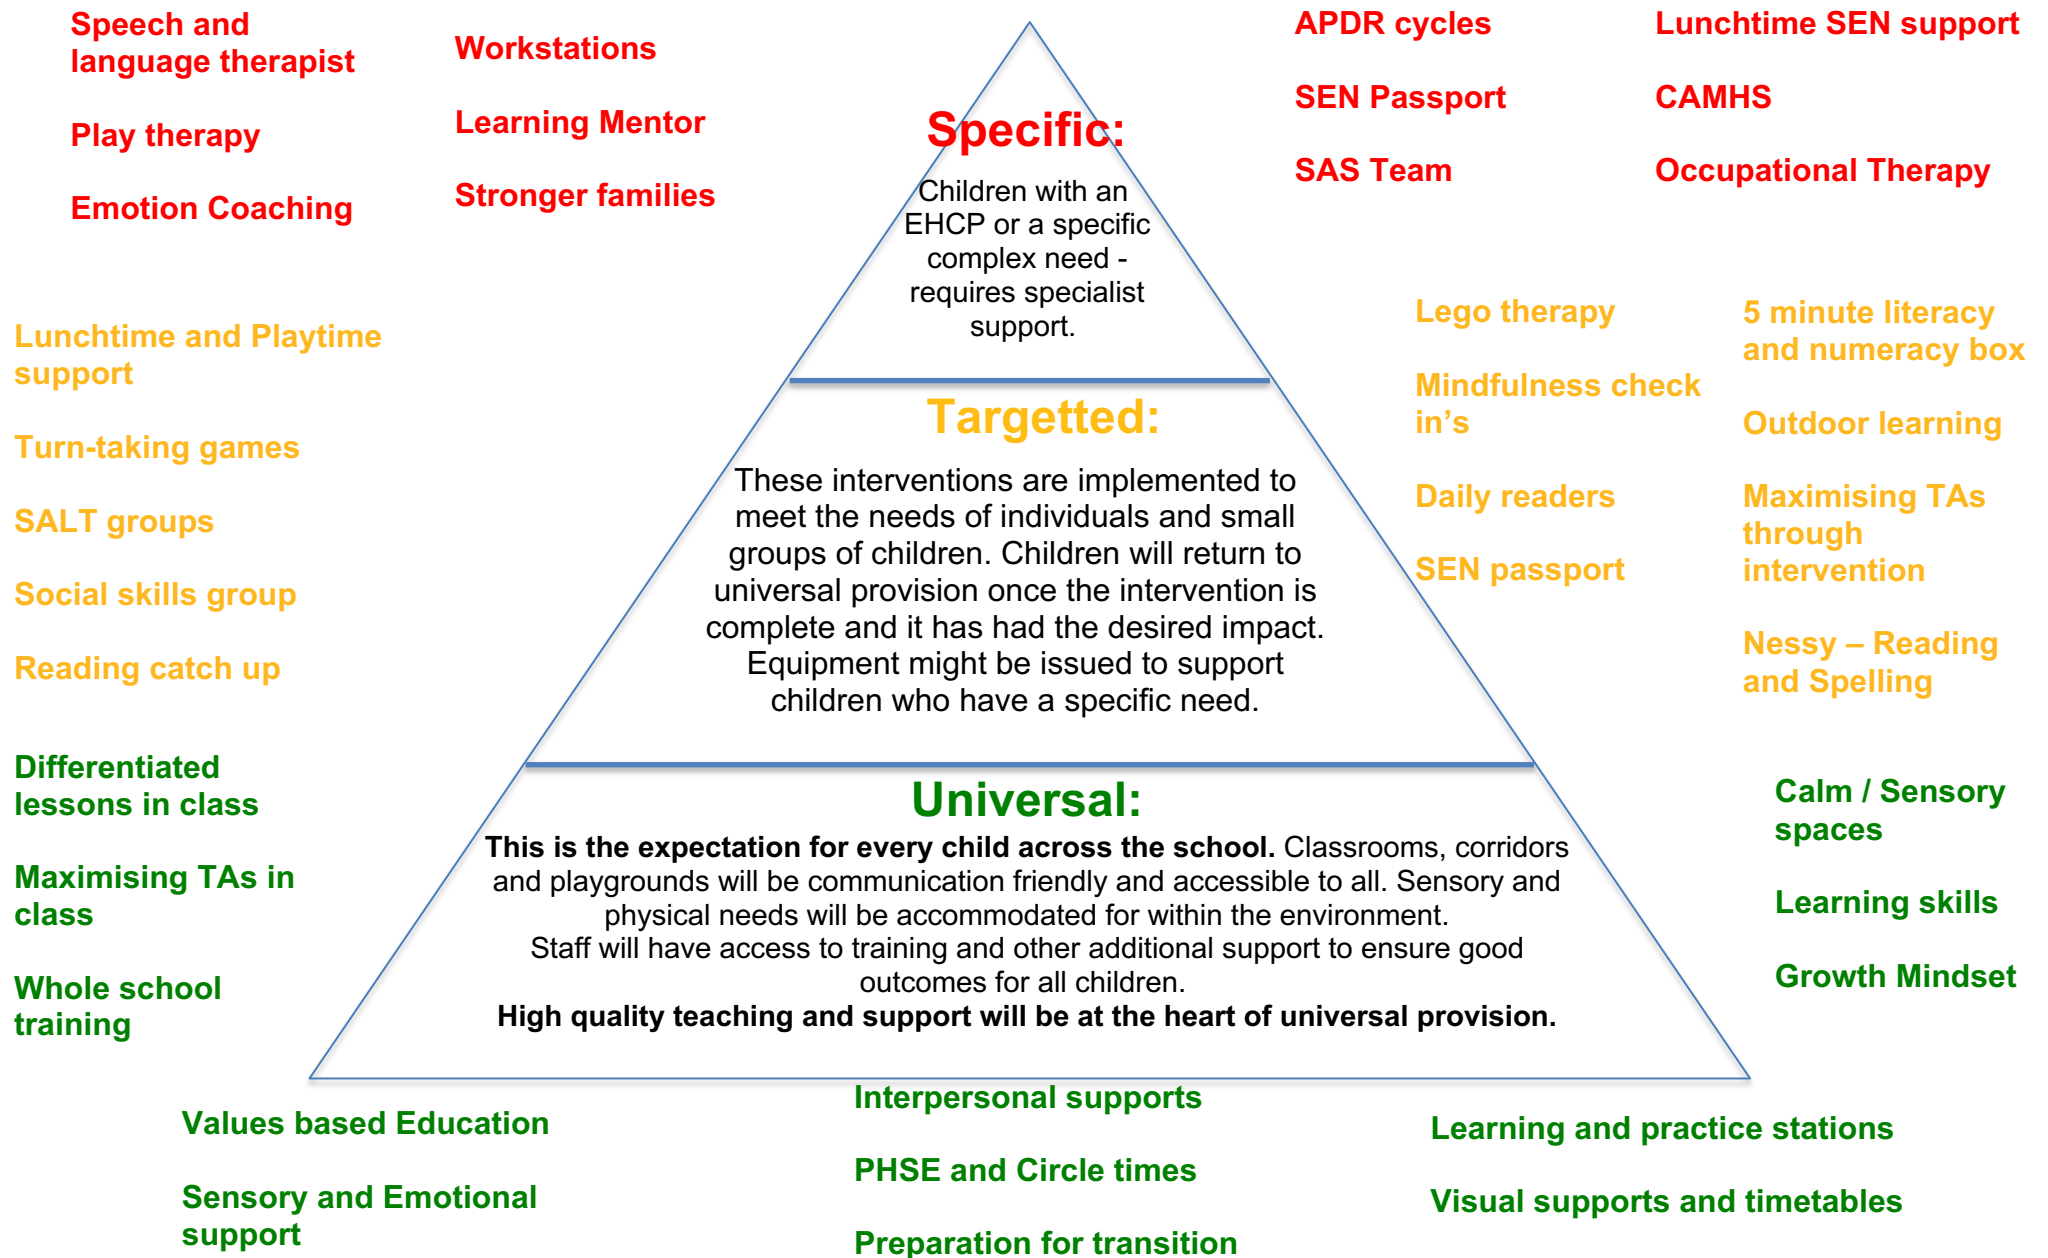 Speech and
language therapist
Play therapy
Emotion Coaching
Workstations
Learning Mentor
Stronger families
APDR cycles
SEN Passport
SAS Team
Lunchtime SEN support
CAMHS
Occupational Therapy
Specific:
Children with an
EHCP or a specific
complex need -
requires specialist
support.
Lunchtime and Playtime
support
Turn-taking games
SALT groups
Social skills group
Reading catch up
Targetted:
These interventions are implemented to
meet the needs of individuals and small
groups of children. Children will return to
universal provision once the intervention is
complete and it has had the desired impact.
Equipment might be issued to support
children who have a specific need.
Lego therapy
Mindfulness check
in’s
Daily readers
SEN passport
5 minute literacy
and numeracy box
Outdoor learning
Maximising TAs
through
intervention
Nessy – Reading
and Spelling
Differentiated
lessons in class
Maximising TAs in
class
Whole school
training
Universal:
This is the expectation for every child across the school. Classrooms, corridors
and playgrounds will be communication friendly and accessible to all. Sensory and
physical needs will be accommodated for within the environment.
Staff will have access to training and other additional support to ensure good
outcomes for all children.
High quality teaching and support will be at the heart of universal provision.
Calm / Sensory
spaces
Learning skills
Growth Mindset
Values based Education
Sensory and Emotional
support
Interpersonal supports
PHSE and Circle times
Preparation for transition
Learning and practice stations
Visual supports and timetables